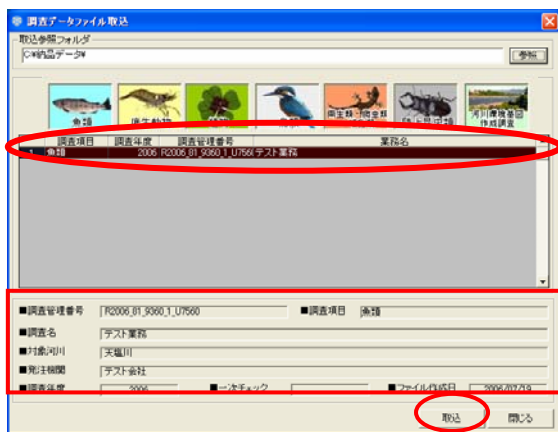 調査データファイル取込
取込参照フォルダ
C:¥納品データ¥
参照
魚類
河川環境基図
作成調査
調査項目 調査年度 調査管理番号 業務名
1 魚類 2006 R2006_81_9360_1_U756 テスト業務
■調査管理番号 R2006_81_9360_1_U7560 ■調査項目 魚類
■調査名 テスト業務
■対象河川 天塩川
■発注機関 テスト会社
■調査年度 2006 ■一次チェック ■ファイル作成日 2006/07/19
取込 閉じる